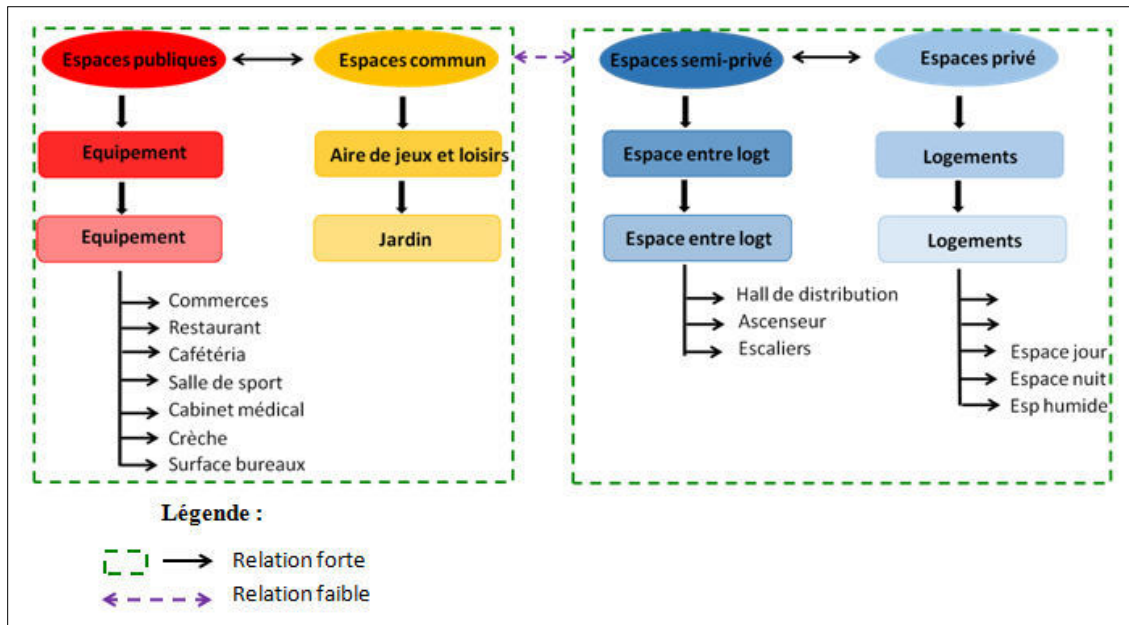 Espaces publiques
Espaces commun
Espaces semi-privé
Espaces privé
Equipement
Aire de jeux et loisirs
Espace entre logt
Logements
Equipement
Jardin
Espace entre logt
Logements
Commerces
Restaurant
Cafétéria
Salle de sport
Cabinet médical
Crèche
Surface bureaux
Hall de distribution
Ascenseur
Escaliers
Espace jour
Espace nuit
Esp humide
Légende :
Relation forte
Relation faible